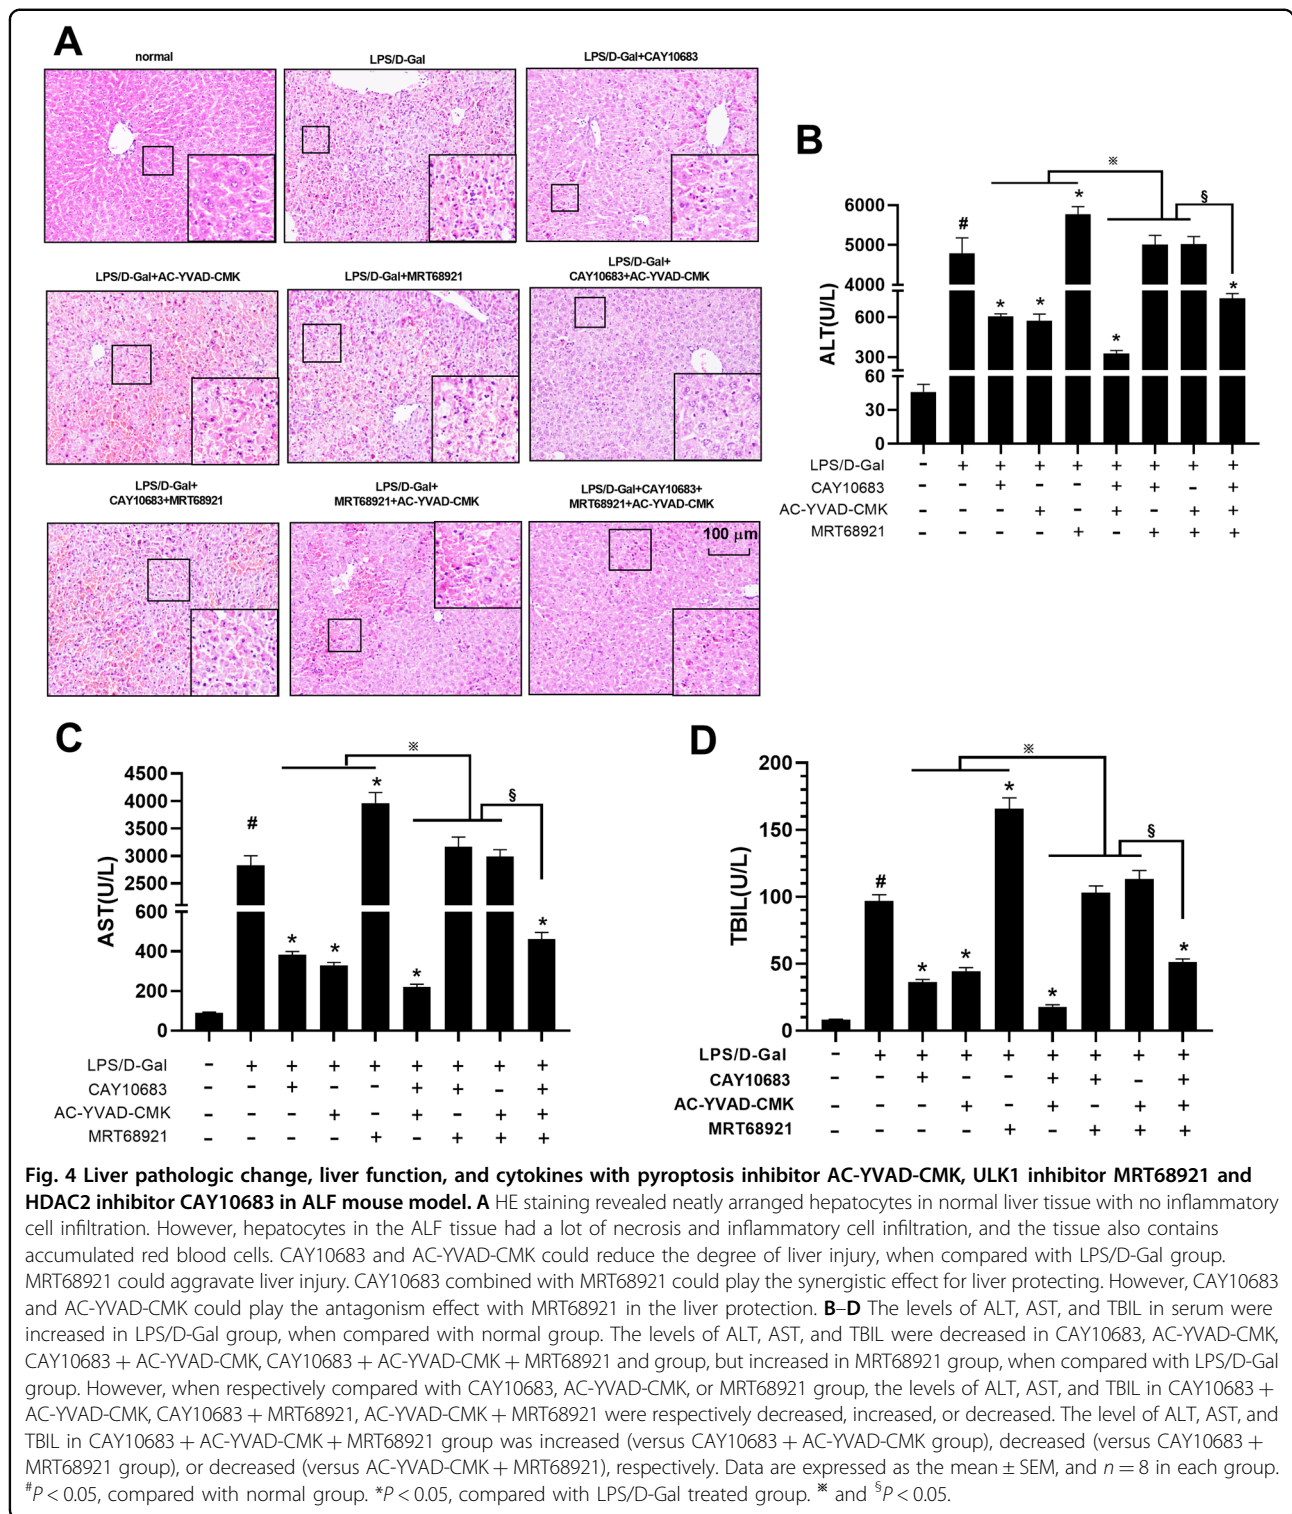 A
normal
LPS/D-Gal
LPS/D-Gal+CAY10683
LPS/D-Gal+AC-YVAD-CMK
LPS/D-Gal+MRT68921
LPS/D-Gal+
CAY10683+AC-YVAD-CMK
LPS/D-Gal+
CAY10683+MRT68921
LPS/D-Gal+
MRT68921+AC-YVAD-CMK
LPS/D-Gal+CAY10683+
MRT68921+AC-YVAD-CMK
100 μm
B
ALT(U/L)
6000
5000
4000
600
300
60
30
0
# * * * * * ※ §
LPS/D-Gal - + + + + + + + +
CAY10683 - - + - - + + - +
AC-YVAD-CMK - - - + - + - + +
MRT68921 - - - - + - + + +
C
AST(U/L)
4500
4000
3500
3000
2500
600
400
200
0
# * * * * * ※ §
LPS/D-Gal - + + + + + + + +
CAY10683 - - + - - + + - +
AC-YVAD-CMK - - - + - + - + +
MRT68921 - - - - + - + + +
D
TBIL(U/L)
200
150
100
50
0
# * * * * * ※ §
LPS/D-Gal - + + + + + + + +
CAY10683 - - + - - + + - +
AC-YVAD-CMK - - - + - + - + +
MRT68921 - - - - + - + + +
Fig. 4 Liver pathologic change, liver function, and cytokines with pyroptosis inhibitor AC-YVAD-CMK, ULK1 inhibitor MRT68921 and
HDAC2 inhibitor CAY10683 in ALF mouse model. A HE staining revealed neatly arranged hepatocytes in normal liver tissue with no inflammatory
cell infiltration. However, hepatocytes in the ALF tissue had a lot of necrosis and inflammatory cell infiltration, and the tissue also contains
accumulated red blood cells. CAY10683 and AC-YVAD-CMK could reduce the degree of liver injury, when compared with LPS/D-Gal group.
MRT68921 could aggravate liver injury. CAY10683 combined with MRT68921 could play the synergistic effect for liver protecting. However, CAY10683
and AC-YVAD-CMK could play the antagonism effect with MRT68921 in the liver protection. B–D The levels of ALT, AST, and TBIL in serum were
increased in LPS/D-Gal group, when compared with normal group. The levels of ALT, AST, and TBIL were decreased in CAY10683, AC-YVAD-CMK,
CAY10683 + AC-YVAD-CMK, CAY10683 + AC-YVAD-CMK + MRT68921 and group, but increased in MRT68921 group, when compared with LPS/D-Gal
group. However, when respectively compared with CAY10683, AC-YVAD-CMK, or MRT68921 group, the levels of ALT, AST, and TBIL in CAY10683 +
AC-YVAD-CMK, CAY10683 + MRT68921, AC-YVAD-CMK + MRT68921 were respectively decreased, increased, or decreased. The level of ALT, AST, and
TBIL in CAY10683 + AC-YVAD-CMK + MRT68921 group was increased (versus CAY10683 + AC-YVAD-CMK group), decreased (versus CAY10683 +
MRT68921 group), or decreased (versus AC-YVAD-CMK + MRT68921), respectively. Data are expressed as the mean ± SEM, and n = 8 in each group.
#P < 0.05, compared with normal group. *P < 0.05, compared with LPS/D-Gal treated group. ※ and §P < 0.05.